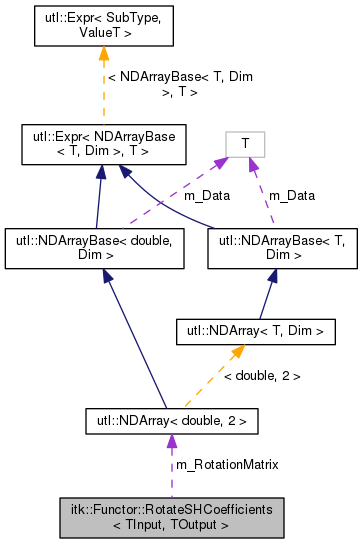 utl::Expr< SubType,
ValueT >
< NDArrayBase< T, Dim
>, T >
utl::Expr< NDArrayBase
< T, Dim >, T >
T
m_Data
m_Data
utl::NDArrayBase< double,
Dim >
utl::NDArrayBase< T,
Dim >
utl::NDArray< T, Dim >
< double, 2 >
utl::NDArray< double, 2 >
m_RotationMatrix
itk::Functor::RotateSHCoefficients
< TInput, TOutput >